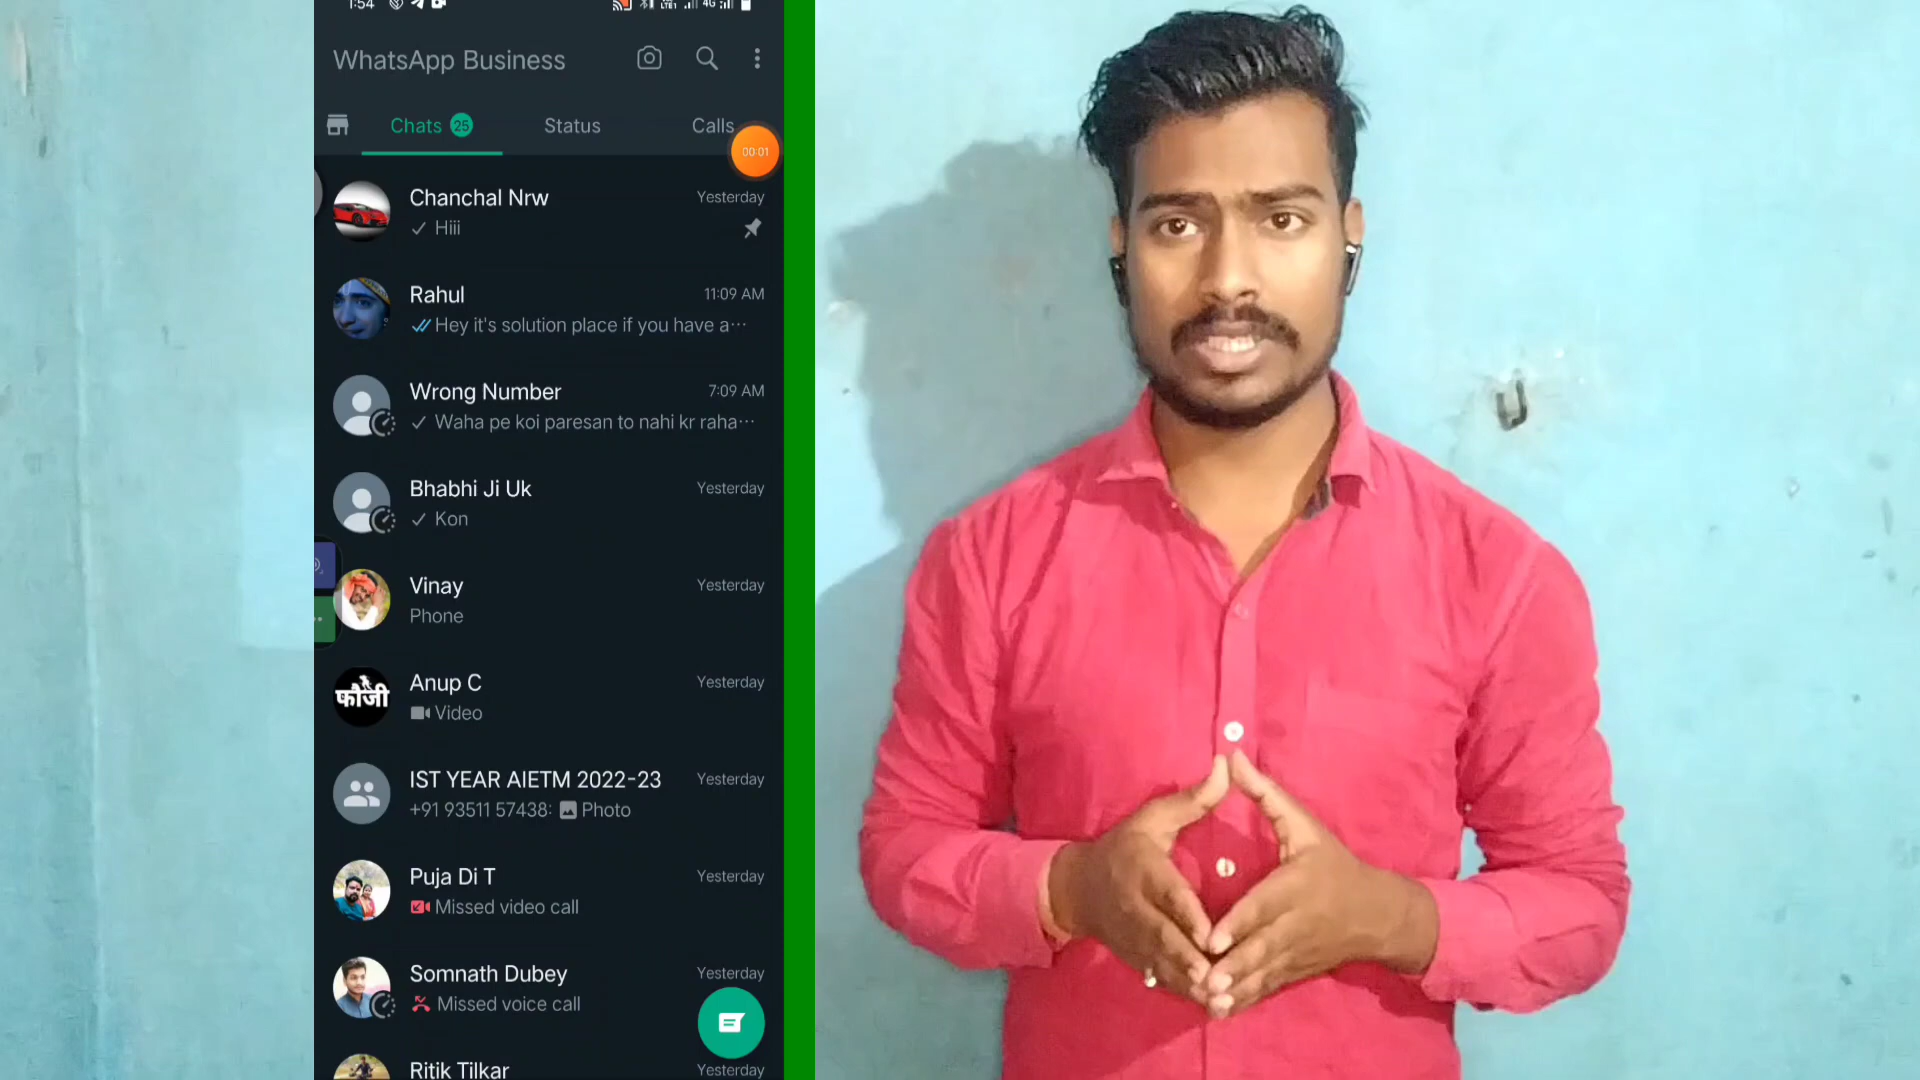 1:54
4G
WhatsApp Business
Chats 25
Status
Calls
00:01
Chanchal Nrw
Yesterday
Hiii
Rahul
11:09 AM
Hey it's solution place if you have a…
Wrong Number
7:09 AM
Waha pe koi paresan to nahi kr raha…
Bhabhi Ji Uk
Yesterday
Kon
Vinay
Yesterday
Phone
Anup C
Yesterday
फौजी
Video
IST YEAR AIETM 2022-23
Yesterday
+91 93511 57438: Photo
Puja Di T
Yesterday
Missed video call
Somnath Dubey
Yesterday
Missed voice call
Ritik Tilkar
Yesterday